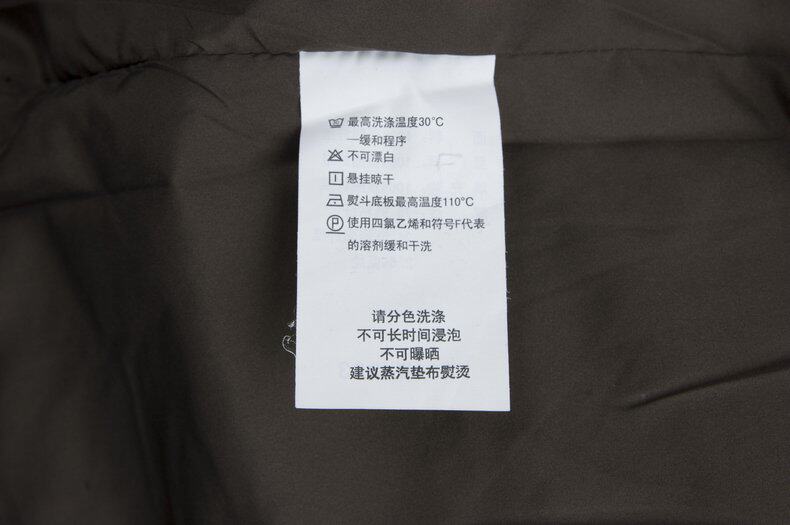 最高洗涤温度30℃
一缓和程序
不可漂白
悬挂晾干
熨斗底板最高温度110℃
使用四氯乙烯和符号F代表
的溶剂缓和干洗
请分色洗涤
不可长时间浸泡
不可曝晒
建议蒸汽垫布熨烫